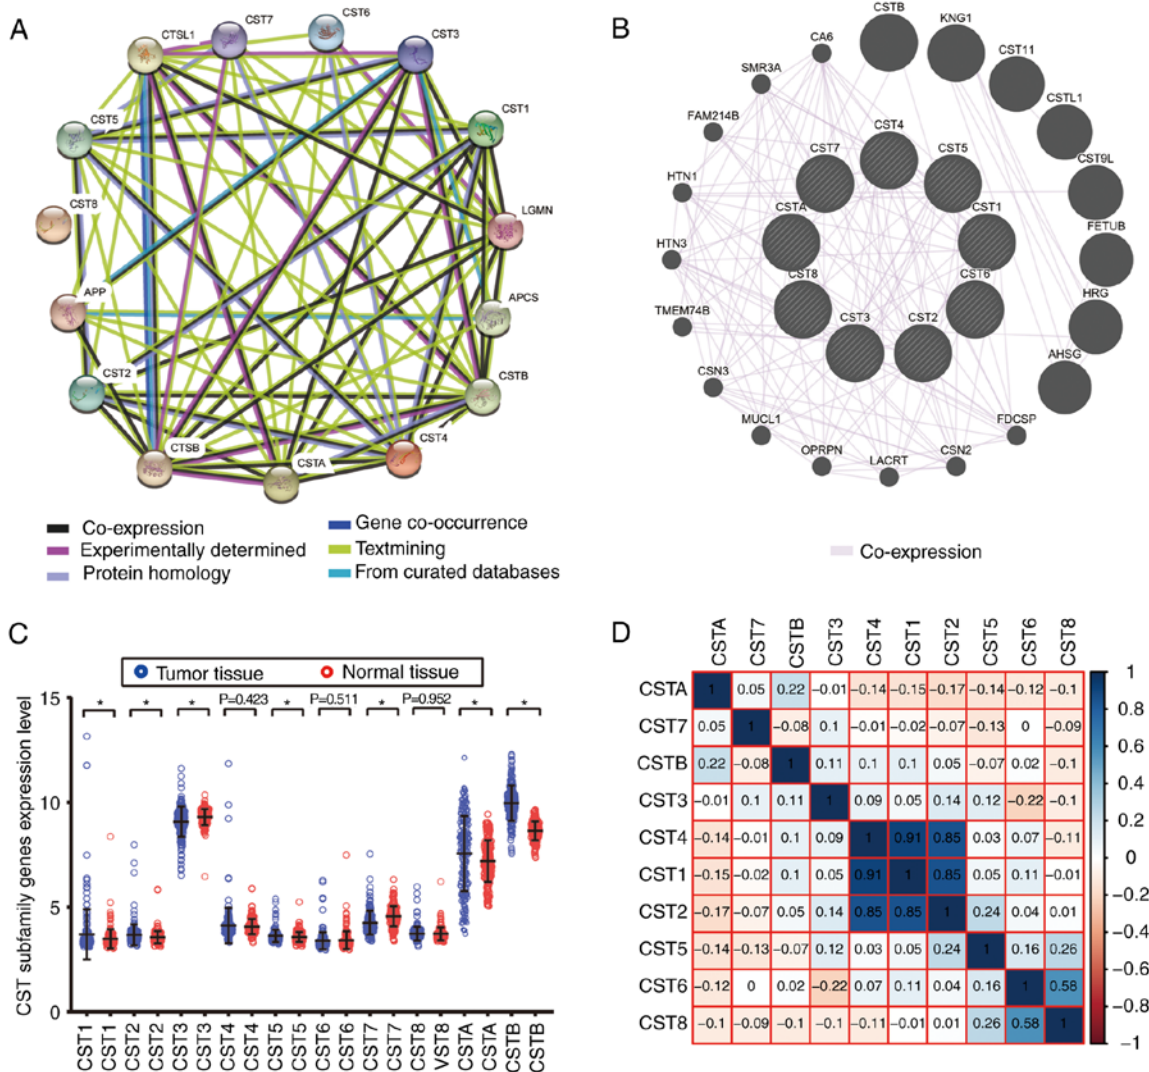 A
CTSL1
CST7
CST6
CST3
CST5
CST1
CST8
LGMN
APP
APCS
CST2
CSTB
CTSB
CSTA
CST4
Co-expression
Experimentally determined
Protein homology
Gene co-occurrence
Textmining
From curated databases
B
CSTB
KNG1
CA6
CST11
SMR3A
CSTL1
FAM214B
CST4
CST7
CST5
CST9L
HTN1
CSTA
CST1
FETUB
HTN3
CST8
CST6
HRG
TMEM74B
CST3
CST2
AHSG
CSN3
MUCL1
FDCSP
OPRPN
LACRT
CSN2
Co-expression
C
Tumor tissue
Normal tissue
CST subfamily genes expression level
15
10
5
0
* * * P=0.423 * P=0.511 * P=0.952 * *
CST1 CST1 CST2 CST2 CST3 CST3 CST4 CST4 CST5 CST5 CST6 CST6 CST7 CST7 CST8 VST8 CSTA CSTA CSTB CSTB
D
CSTA CST7 CSTB CST3 CST4 CST1 CST2 CST5 CST6 CST8
CSTA 1 0.05 0.22 −0.01 −0.14 −0.15 −0.17 −0.14 −0.12 −0.1
CST7 0.05 1 −0.08 0.1 −0.01 −0.02 −0.07 −0.13 0 −0.09
CSTB 0.22 −0.08 1 0.11 0.1 0.1 0.05 −0.07 0.02 −0.1
CST3 −0.01 0.1 0.11 1 0.09 0.05 0.14 0.12 −0.22 −0.1
CST4 −0.14 −0.01 0.1 0.09 1 0.91 0.85 0.03 0.07 −0.11
CST1 −0.15 −0.02 0.1 0.05 0.91 1 0.85 0.05 0.11 −0.01
CST2 −0.17 −0.07 0.05 0.14 0.85 0.85 1 0.24 0.04 0.01
CST5 −0.14 −0.13 −0.07 0.12 0.03 0.05 0.24 1 0.16 0.26
CST6 −0.12 0 0.02 −0.22 0.07 0.11 0.04 0.16 1 0.58
CST8 −0.1 −0.09 −0.1 −0.1 −0.11 −0.01 0.01 0.26 0.58 1
1
0.8
0.6
0.4
0.2
0
−0.2
−0.4
−0.6
−0.8
−1